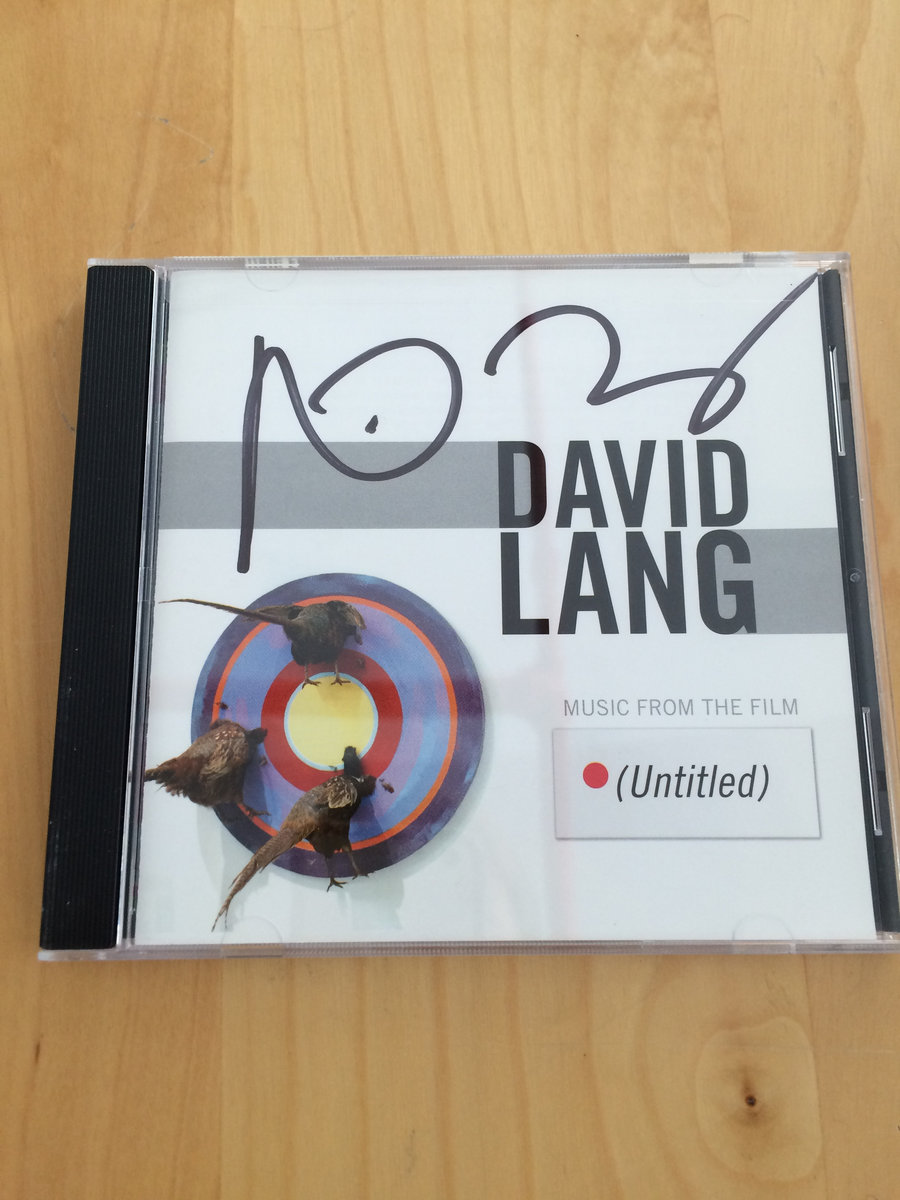 DAVID
LANG
MUSIC FROM THE FILM
(Untitled)